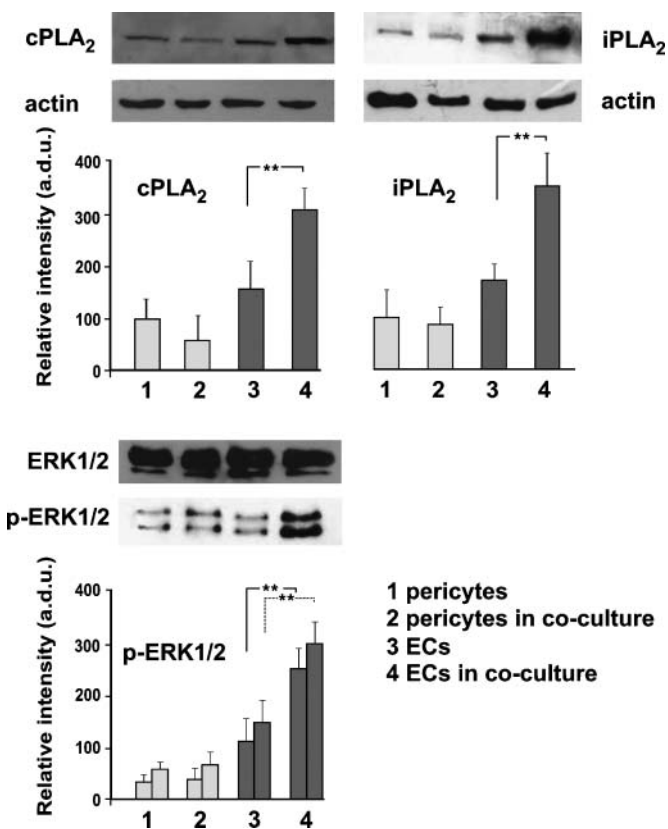 cPLA₂
iPLA₂
actin
actin
Relative intensity (a.d.u.)
400
300
200
100
0
cPLA₂
**
1 2 3 4
iPLA₂
**
1 2 3 4
ERK1/2
p-ERK1/2
Relative intensity (a.d.u.)
400
300
200
100
0
p-ERK1/2
**
**
1 2 3 4
1 pericytes
2 pericytes in co-culture
3 ECs
4 ECs in co-culture